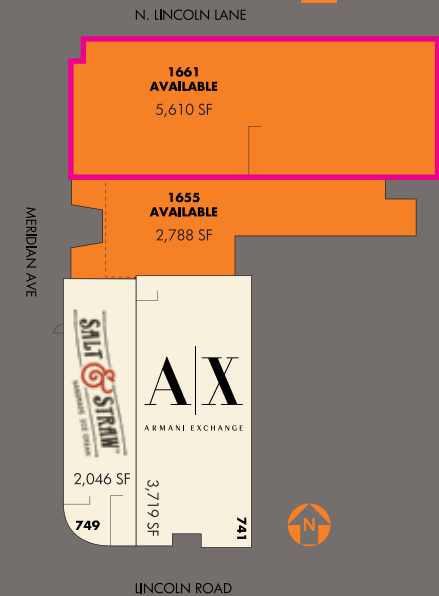 N. LINCOLN LANE
1661
AVAILABLE
5,610 SF
1655
AVAILABLE
2,788 SF
MERIDIAN AVE
SALT & STRAW
HANDMADE ICE CREAM
A|X
ARMANI EXCHANGE
2,046 SF
3,719 SF
749
741
N
LINCOLN ROAD